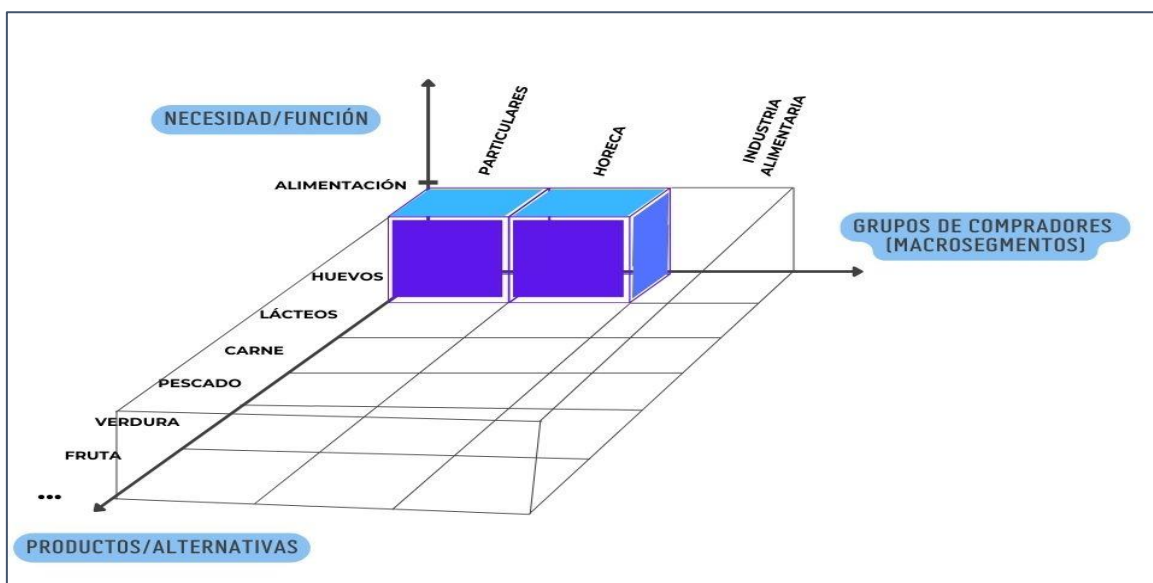 NECESIDAD/FUNCIÓN
PARTICULARES
HORECA
INDUSTRIA
ALIMENTARIA
ALIMENTACIÓN
GRUPOS DE COMPRADORES
(MACROSEGMENTOS)
HUEVOS
LÁCTEOS
CARNE
PESCADO
VERDURA
FRUTA
...
PRODUCTOS/ALTERNATIVAS